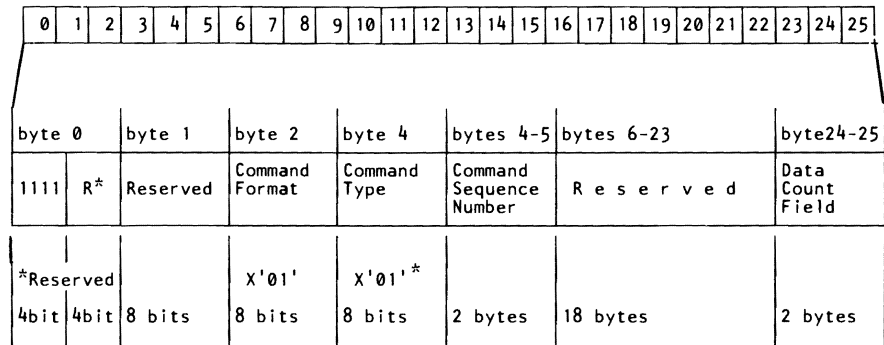 0 1 2 3 4 5 6 7 8 9 10 11 12 13 14 15 16 17 18 19 20 21 22 23 24 25
byte 0 byte 1 byte 2 byte 4 bytes 4-5 bytes 6-23 byte24-25
1111 R* Reserved Command Format Command Type Command Sequence Number R e s e r v e d Data Count Field
*Reserved X'01' X'01'*
4bit 4bit 8 bits 8 bits 8 bits 2 bytes 18 bytes 2 bytes